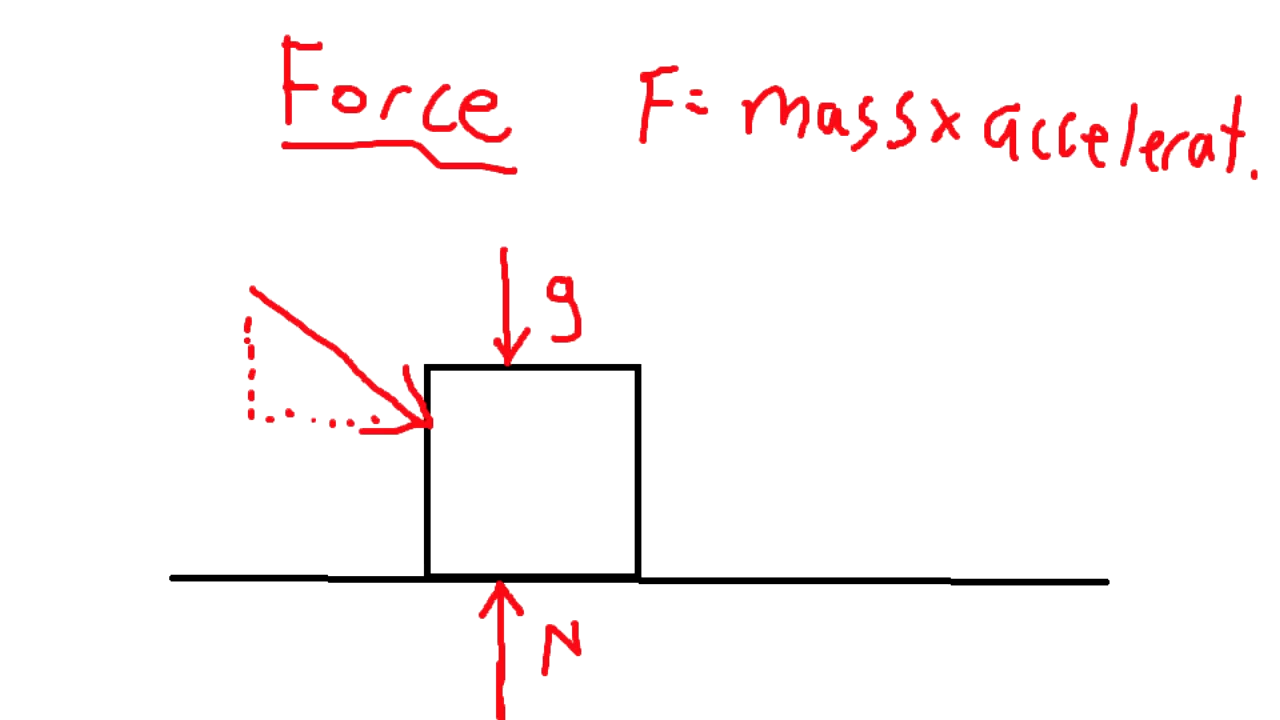 Force F = mass x accelerat.
g
N